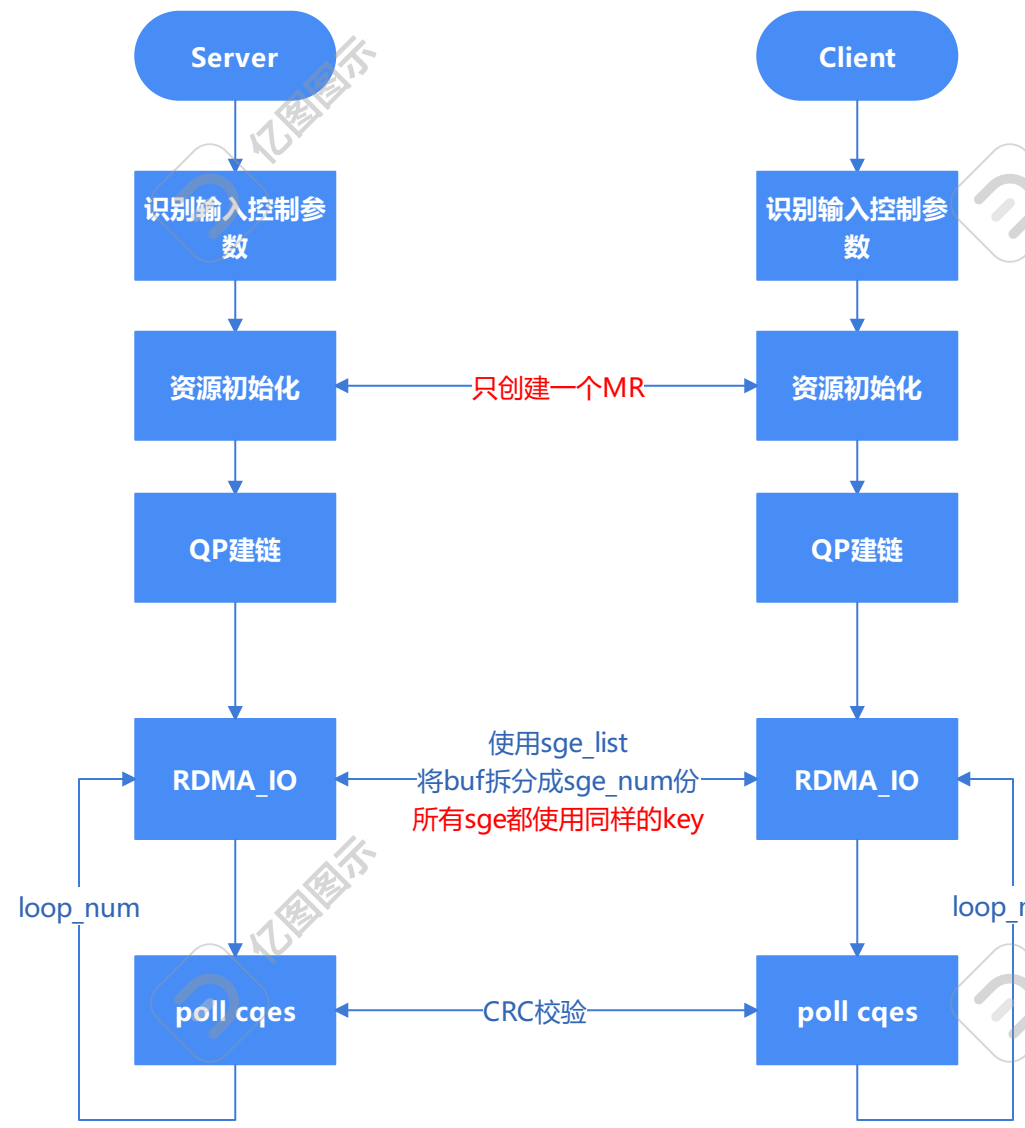 Server
Client
亿图图示
识别输入控制参
数
识别输入控制参
数
资源初始化
只创建一个MR
资源初始化
QP建链
QP建链
使用sge_list
RDMA_IO
将buf拆分成sge_num份
RDMA_IO
所有sge都使用同样的key
亿图图示
loop_num
loop_
poll cqes
CRC校验
poll cqes